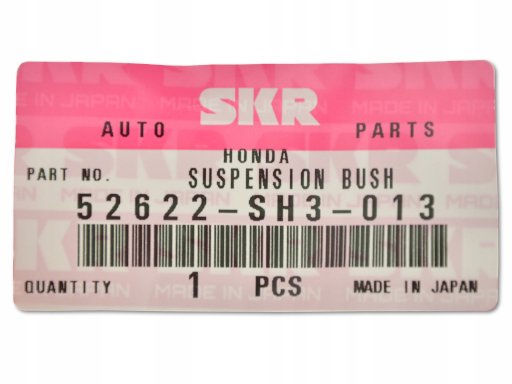 SKR
AUTO PARTS
HONDA
PART NO. SUSPENSION BUSH
52622-SH3-013
QUANTITY 1 PCS MADE IN JAPAN